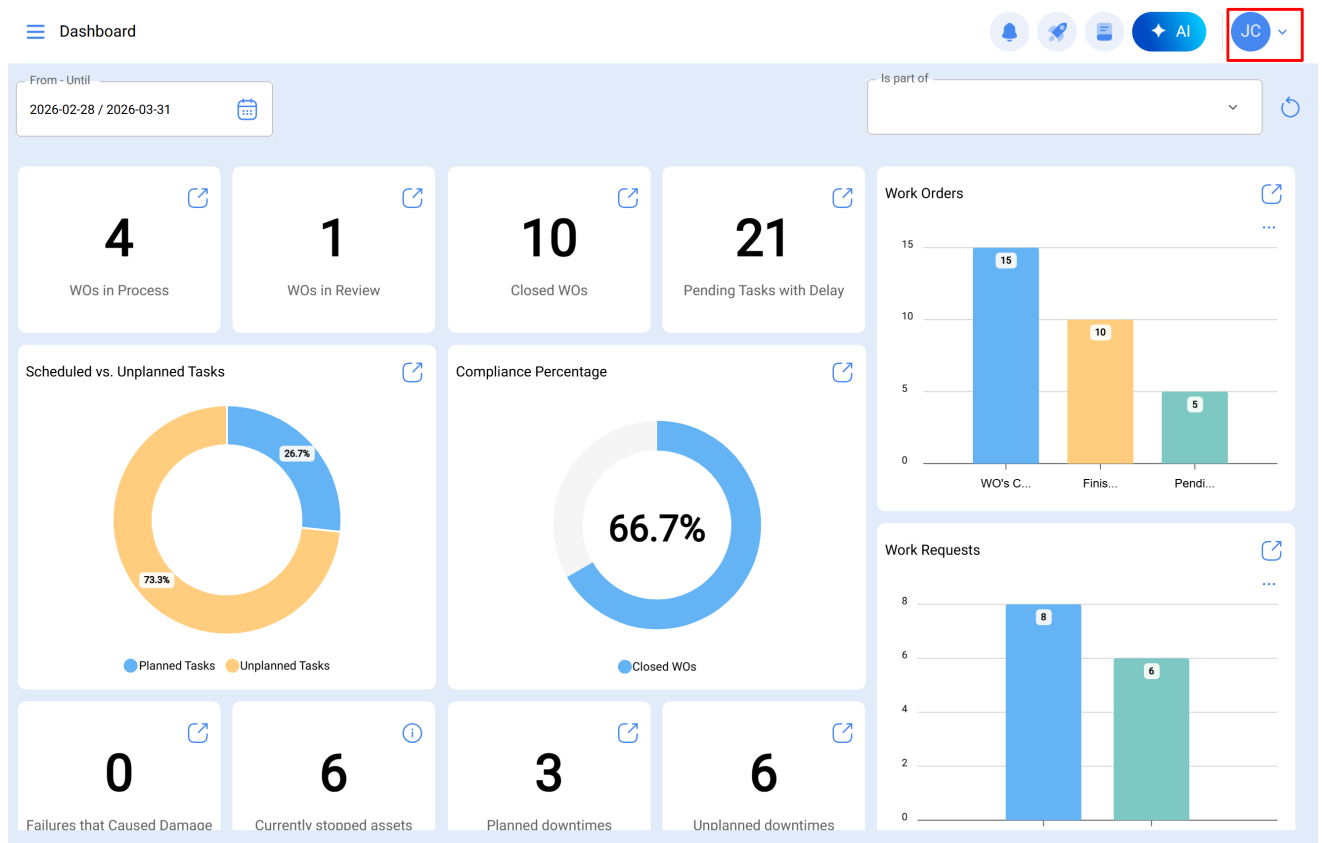 Dashboard
AI
JC
From - Until
2026-02-28 / 2026-03-31
Is part of
4
WOs in Process
1
WOs in Review
10
Closed WOs
21
Pending Tasks with Delay
Work Orders
...
15
10
5
0
15
10
5
WO's C...
Finis...
Pendi...
Scheduled vs. Unplanned Tasks
26.7%
73.3%
Planned Tasks
Unplanned Tasks
Compliance Percentage
66.7%
Closed WOs
Work Requests
...
8
6
4
2
0
8
6
0
Failures that Caused Damage
6
Currently stopped assets
3
Planned downtimes
6
Unplanned downtimes